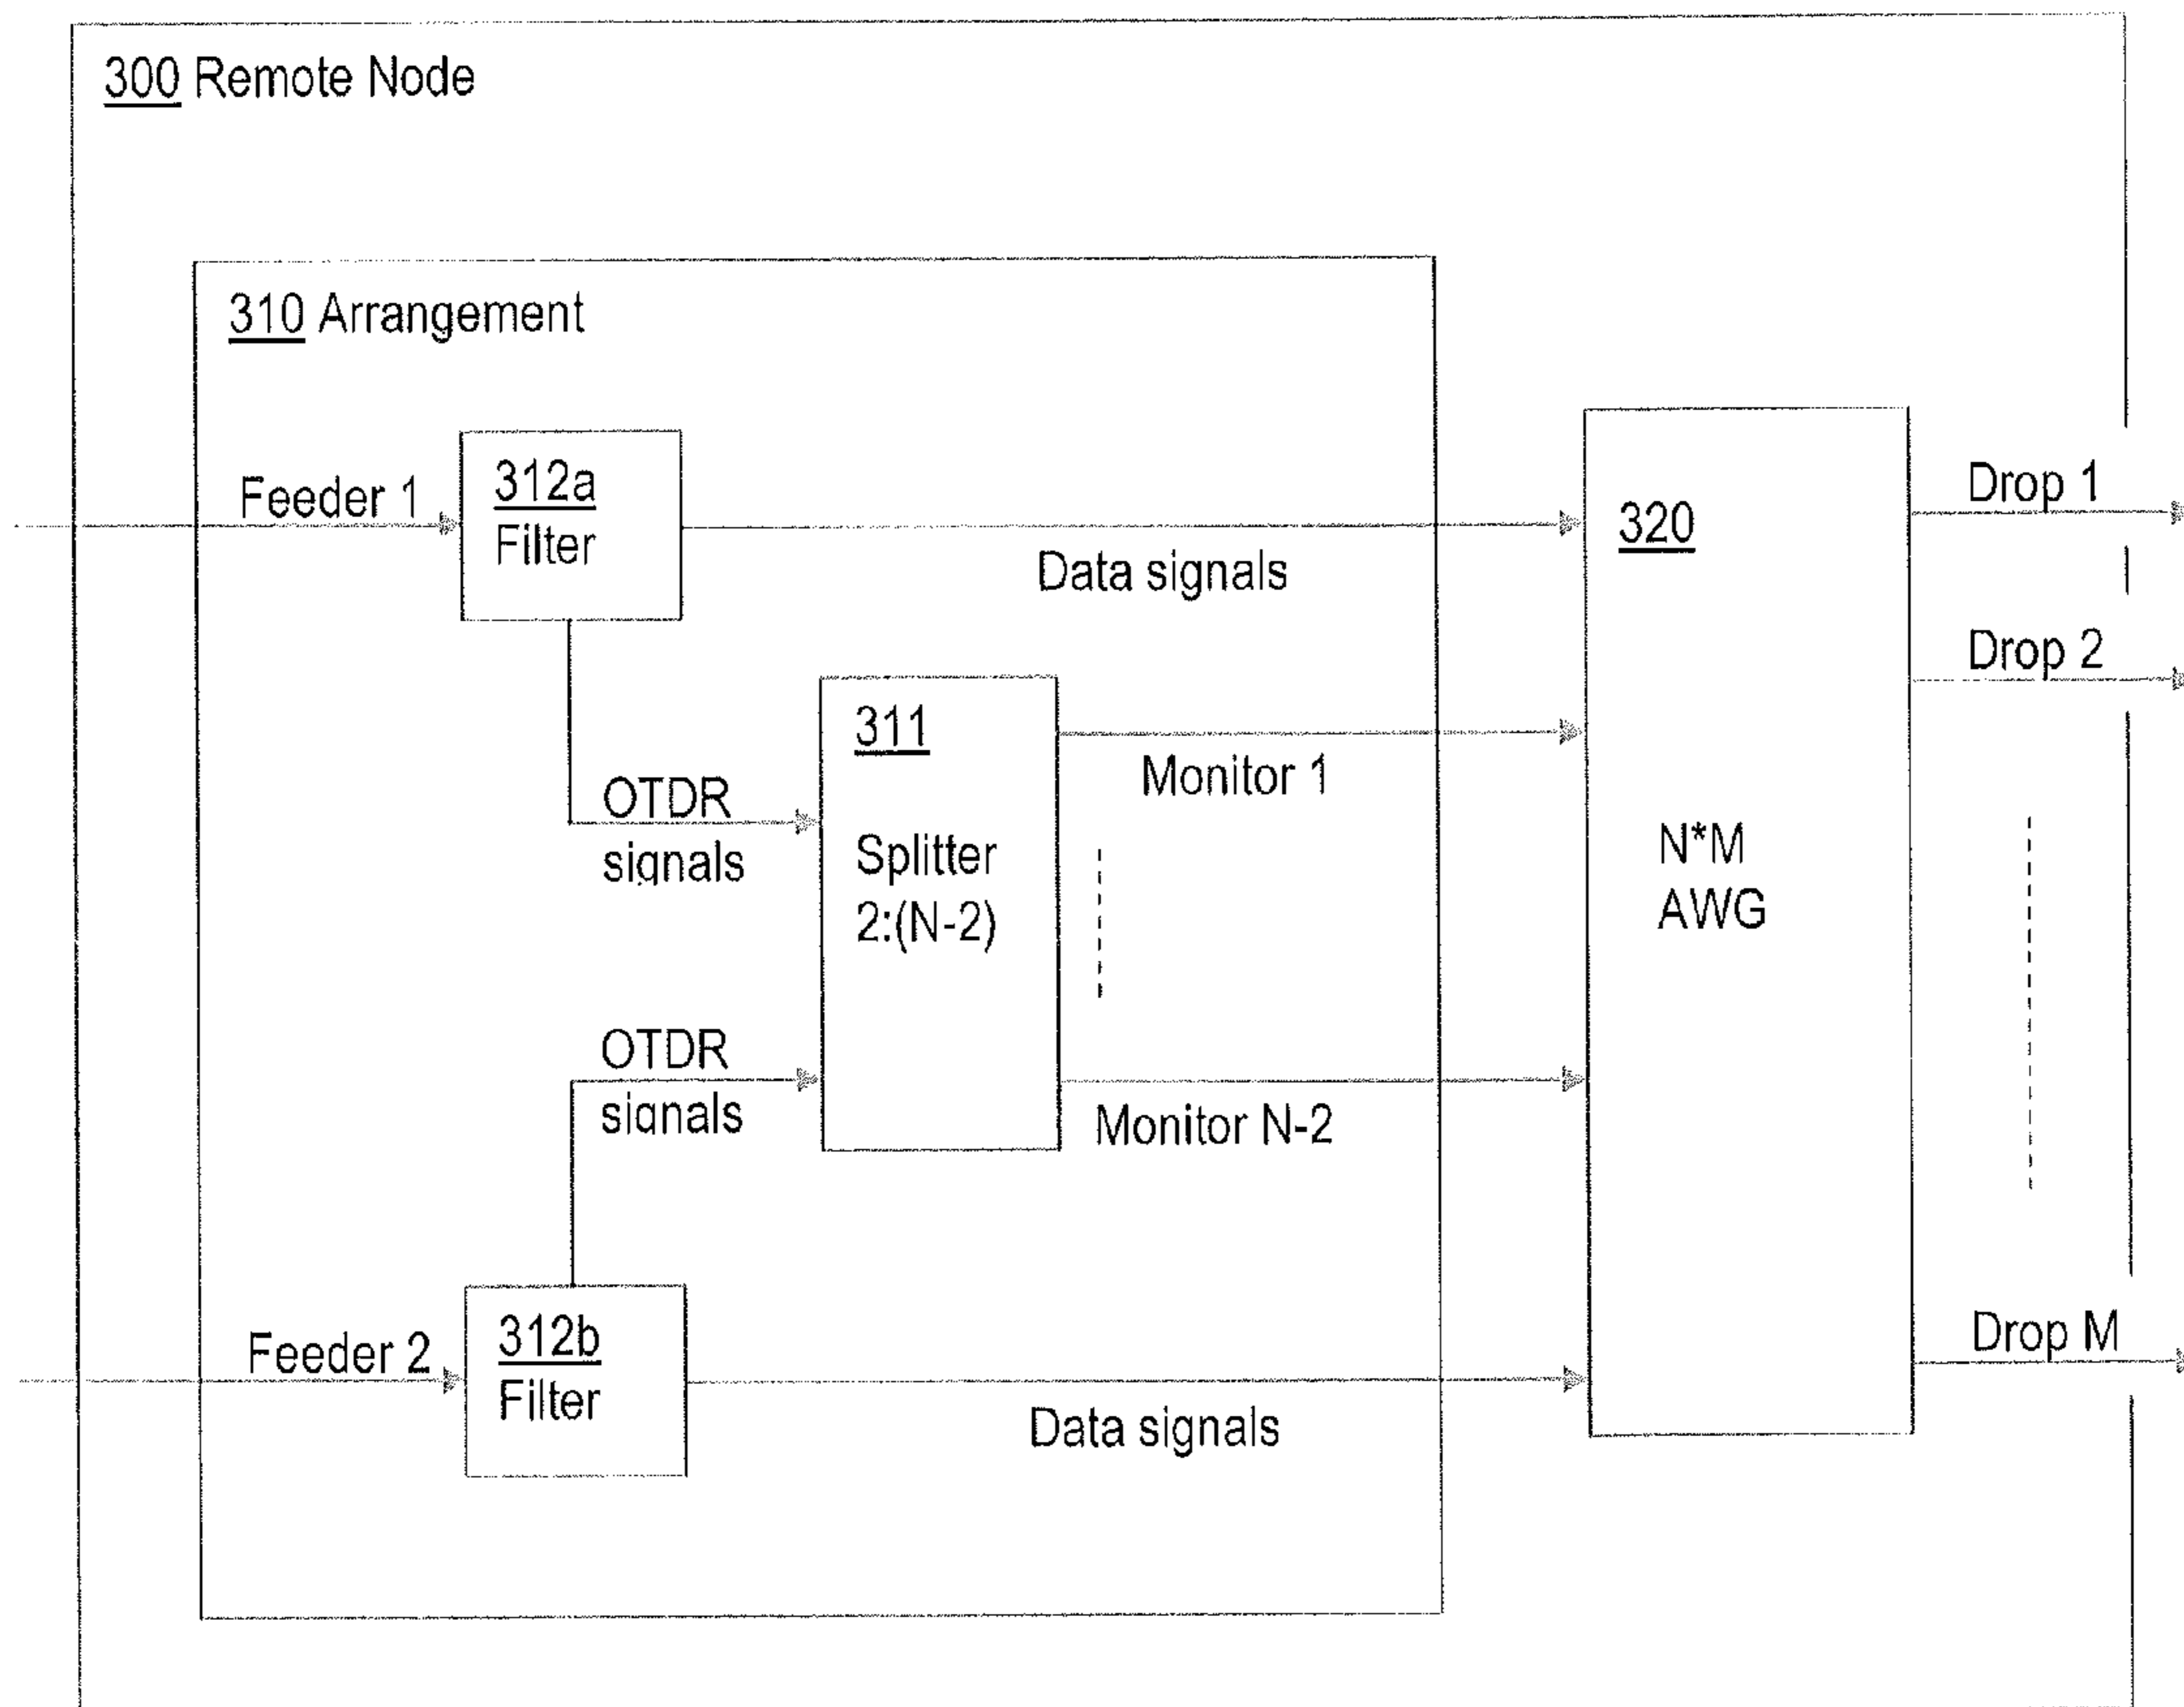 300 Remote Node
310 Arrangement
Feeder 1
312a
Filter
Data signals
320
N*M
AWG
Drop 1
Drop 2
311
Splitter
2:(N-2)
OTDR
signals
Monitor 1
OTDR
signals
Monitor N-2
Feeder 2
312b
Filter
Data signals
Drop M